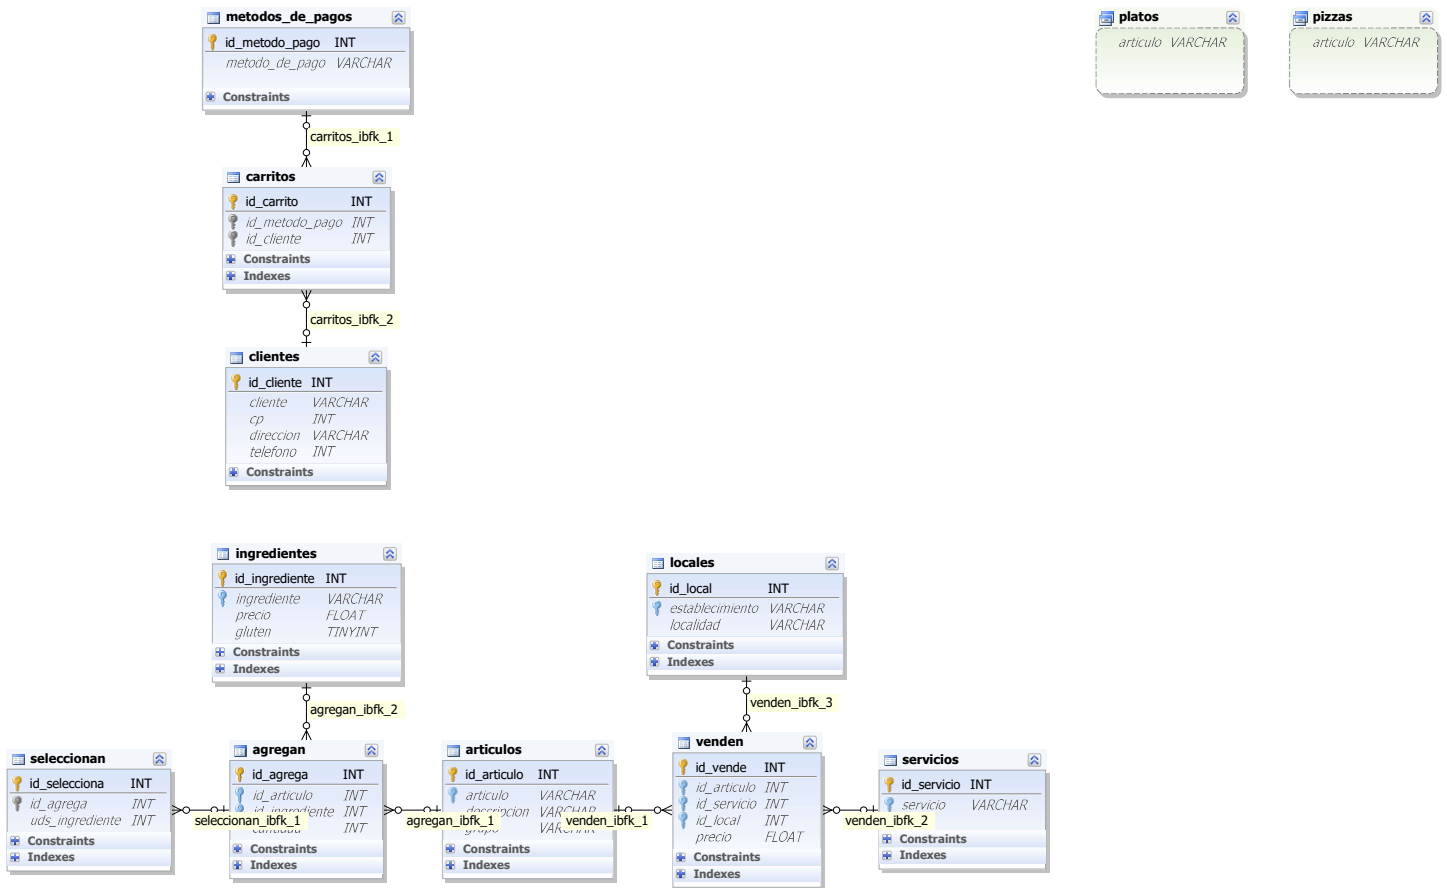 metodos_de_pagos
id_metodo_pago INT
metodo_de_pago VARCHAR
Constraints
platos
articulo VARCHAR
pizzas
articulo VARCHAR
carritos_ibfk_1
carritos
id_carrito INT
id_metodo_pago INT
id_cliente INT
Constraints
Indexes
carritos_ibfk_2
clientes
id_cliente INT
cliente VARCHAR
cp INT
direccion VARCHAR
telefono INT
Constraints
ingredientes
id_ingrediente INT
ingrediente VARCHAR
precio FLOAT
gluten TINYINT
Constraints
Indexes
locales
id_local INT
establecimiento VARCHAR
localidad VARCHAR
Constraints
Indexes
agregan_ibfk_2
venden_ibfk_3
seleccionan
id_selecciona INT
id_agrega INT
uds_ingrediente INT
Constraints
Indexes
seleccionan_ibfk_1
agregan
id_agrega INT
id_articulo INT
id_ingrediente INT
cantidad INT
Constraints
Indexes
agregan_ibfk_1
articulos
id_articulo INT
articulo VARCHAR
descripcion VARCHAR
grupo VARCHAR
Constraints
Indexes
venden_ibfk_1
venden
id_vende INT
id_articulo INT
id_servicio INT
id_local INT
precio FLOAT
Constraints
Indexes
venden_ibfk_2
servicios
id_servicio INT
servicio VARCHAR
Constraints
Indexes